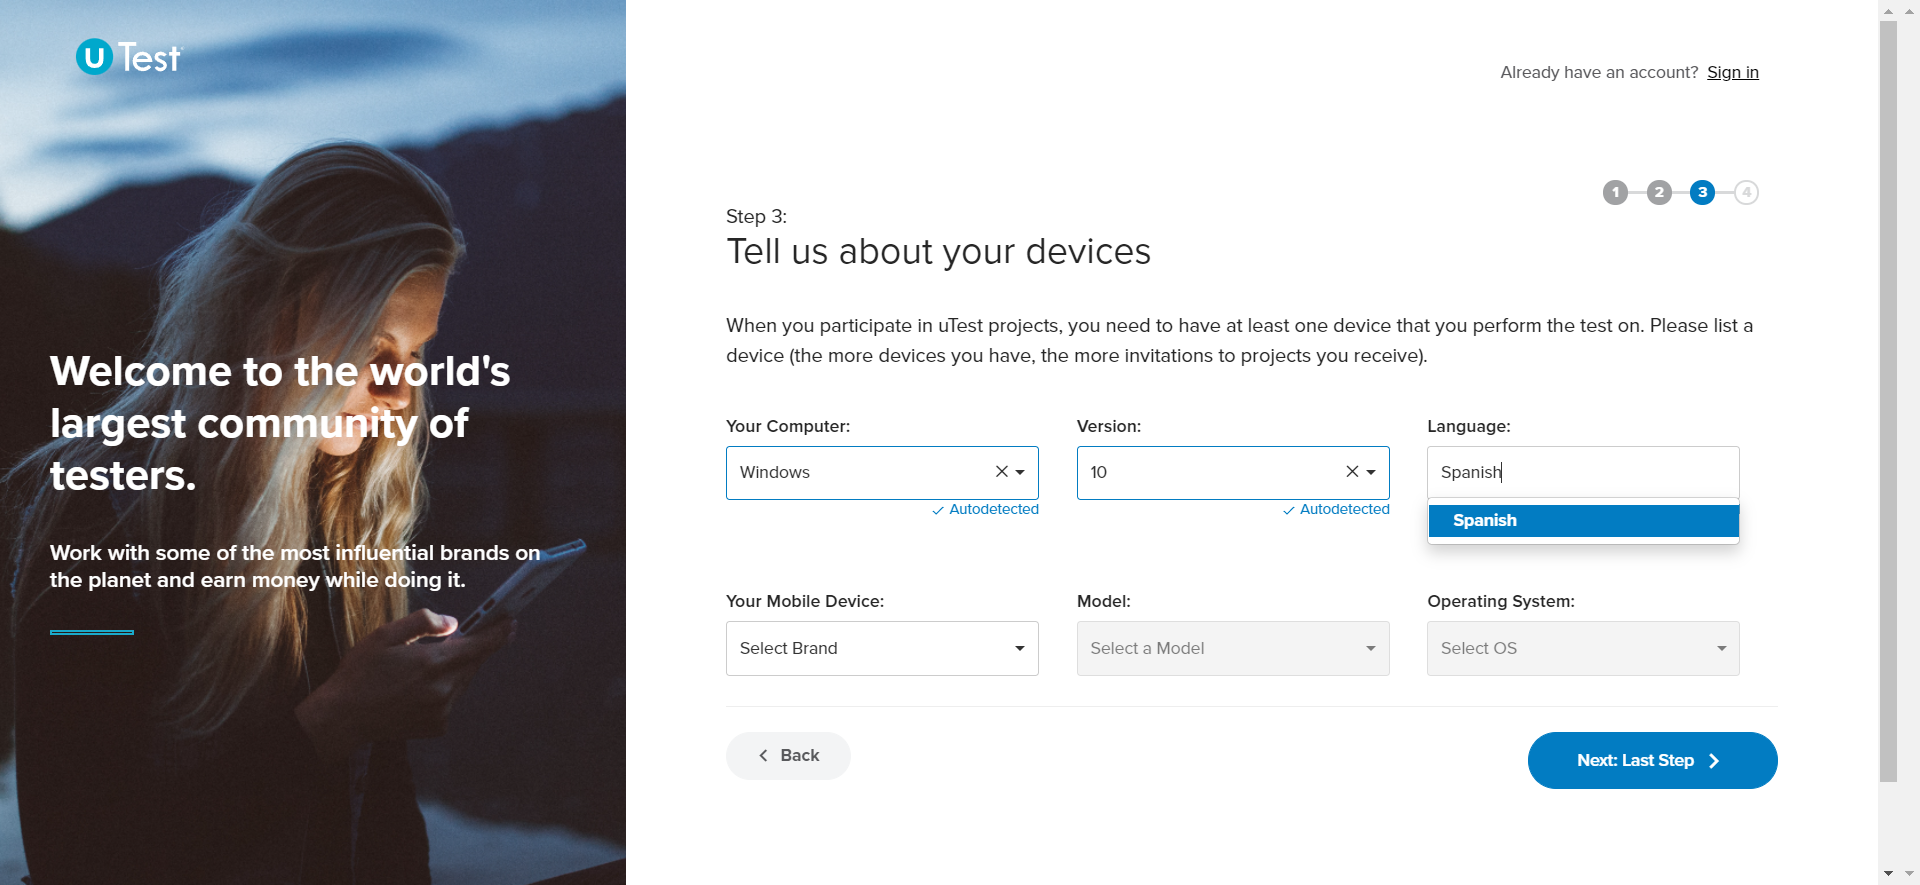 U Test
Already have an account? Sign in
1 2 3 4
Step 3:
Tell us about your devices
When you participate in uTest projects, you need to have at least one device that you perform the test on. Please list a
device (the more devices you have, the more invitations to projects you receive).
Welcome to the world's
largest community of
testers.
Work with some of the most influential brands on
the planet and earn money while doing it.
Your Computer: Version: Language:
Windows 10 Spanish
Autodetected Autodetected
Spanish
Your Mobile Device: Model: Operating System:
Select Brand Select a Model Select OS
Back Next: Last Step